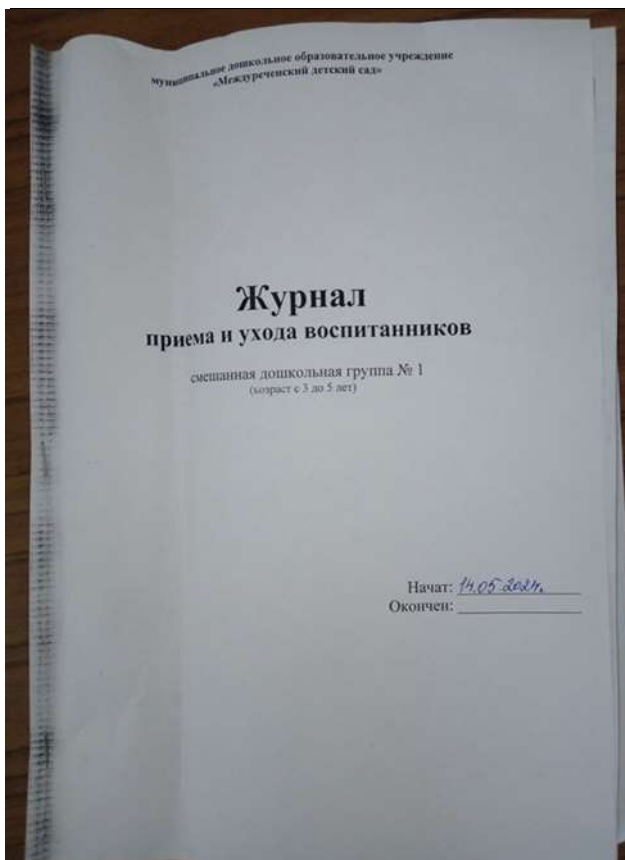 муниципальное дошкольное образовательное учреждение
«Междуреченский детский сад»
Журнал
приема и ухода воспитанников
смешанная дошкольная группа № 1
(возраст с 3 до 5 лет)
Начат: 14.05.2024г.
Окончен: